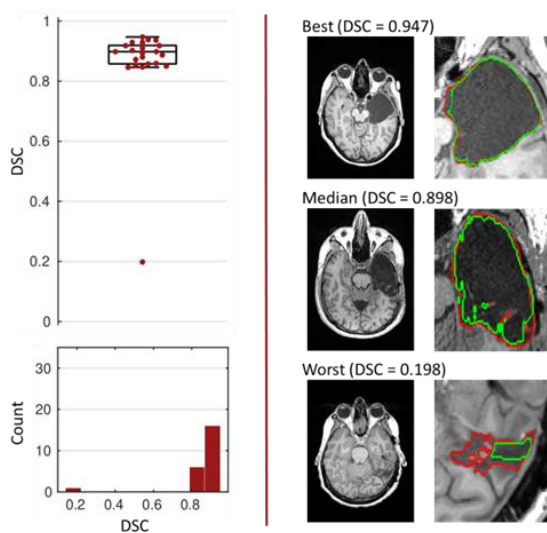 1
0.8
0.6
0.4
0.2
0
DSC
30
20
10
0
Count
0.2 0.4 0.6 0.8
DSC
Best (DSC = 0.947)
Median (DSC = 0.898)
Worst (DSC = 0.198)